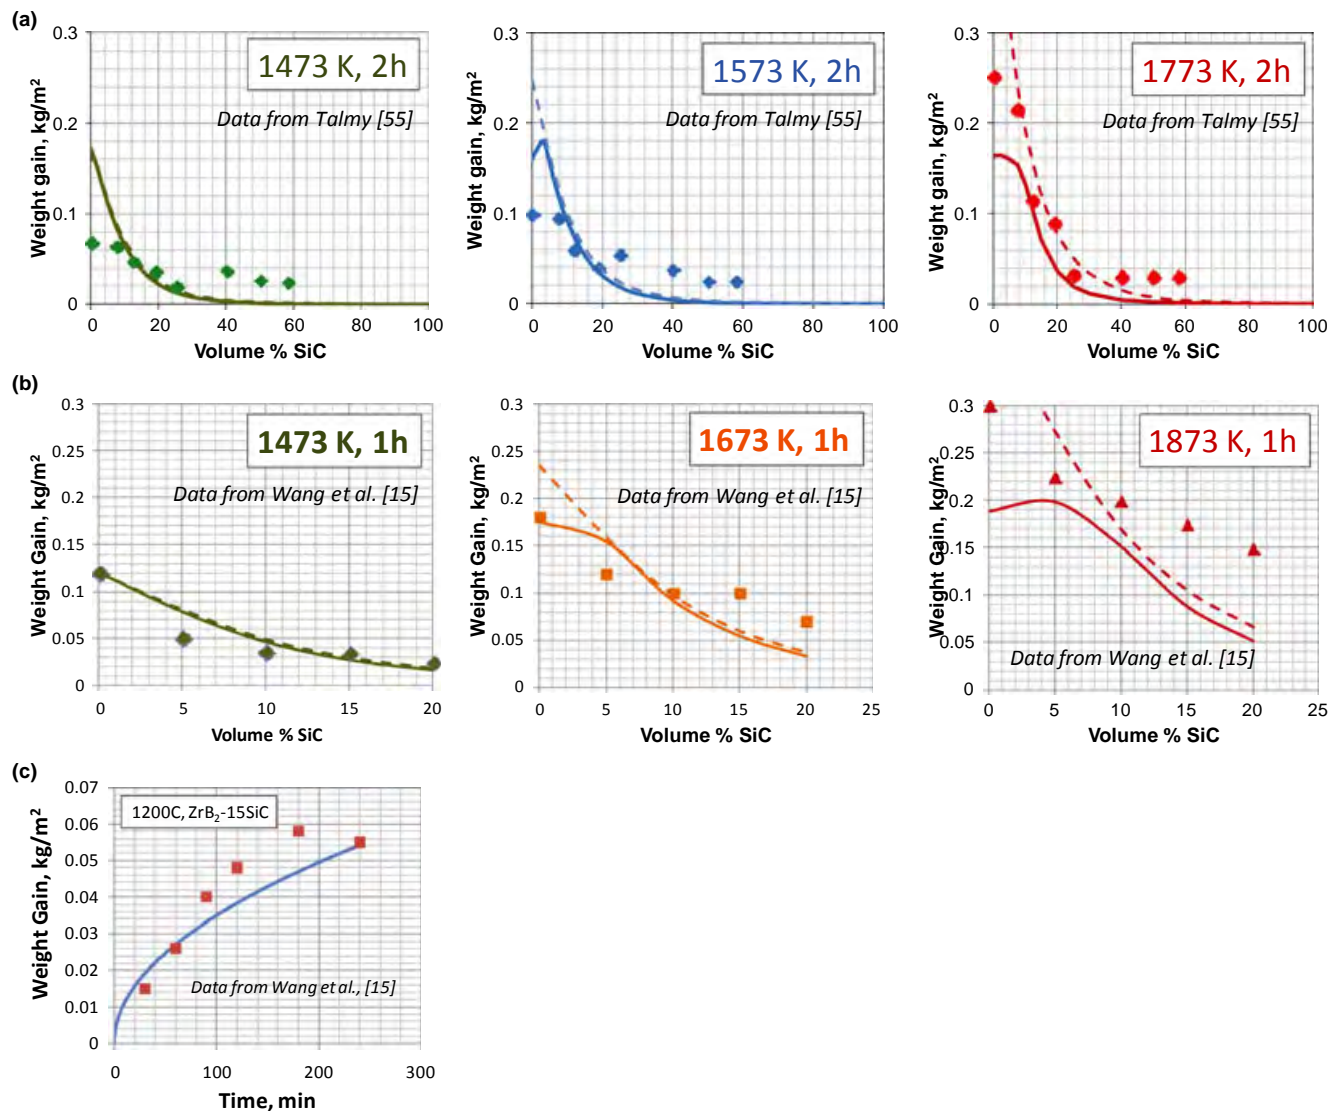 (a)
Weight gain, kg/m²
0.3
0.2
0.1
0
1473 K, 2h
Data from Talmy [55]
0 20 40 60 80 100
Volume % SiC
Weight gain, kg/m²
0.3
0.2
0.1
0
1573 K, 2h
Data from Talmy [55]
0 20 40 60 80 100
Volume % SiC
Weight gain, kg/m²
0.3
0.2
0.1
0
1773 K, 2h
Data from Talmy [55]
0 20 40 60 80 100
Volume % SiC
(b)
Weight Gain, kg/m²
0.3
0.25
0.2
0.15
0.1
0.05
0
1473 K, 1h
Data from Wang et al. [15]
0 5 10 15 20
Volume % SiC
Weight Gain, kg/m²
0.3
0.25
0.2
0.15
0.1
0.05
0
1673 K, 1h
Data from Wang et al. [15]
0 5 10 15 20 25
Volume % SiC
Weight Gain, kg/m²
0.3
0.25
0.2
0.15
0.1
0.05
0
1873 K, 1h
Data from Wang et al. [15]
0 5 10 15 20 25
Volume % SiC
(c)
Weight Gain, kg/m²
0.07
0.06
0.05
0.04
0.03
0.02
0.01
0
1200C, ZrB₂-15SiC
Data from Wang et al., [15]
0 100 200 300
Time, min